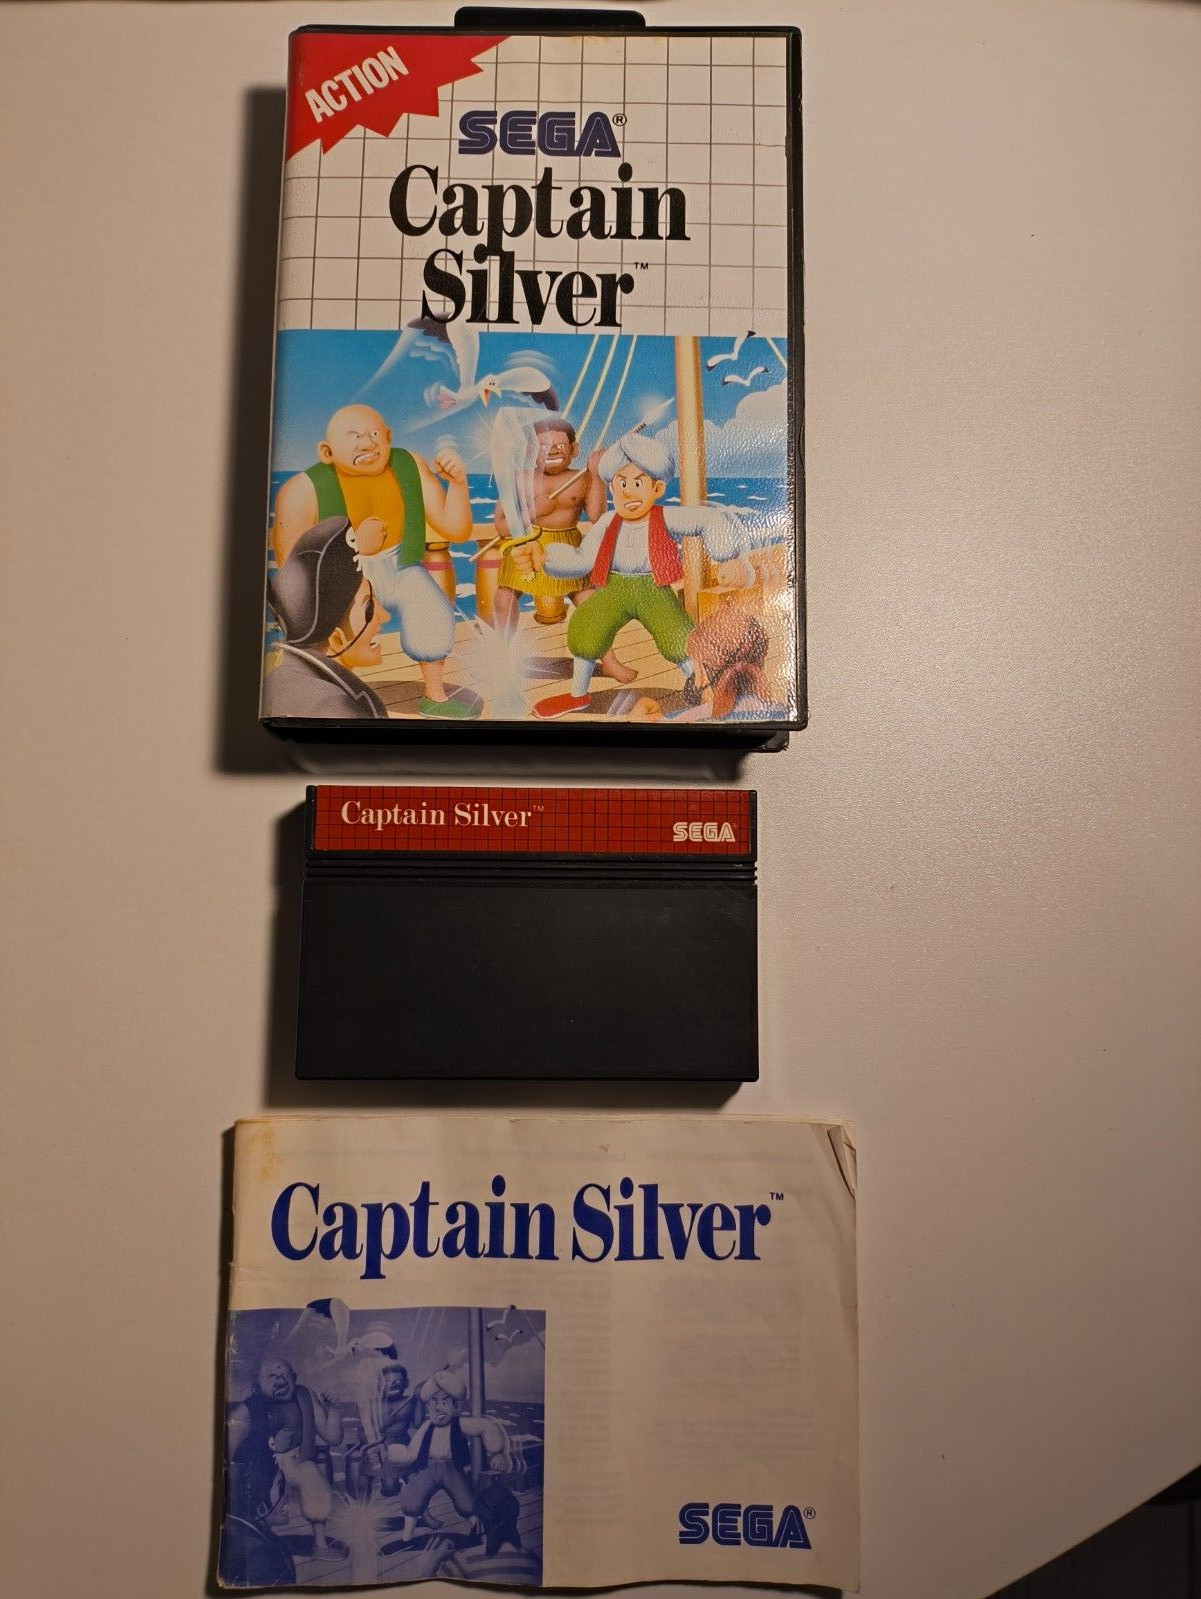 ACTION
SEGA®
Captain
Silver™
Captain Silver™
SEGA®
Captain Silver™
SEGA®